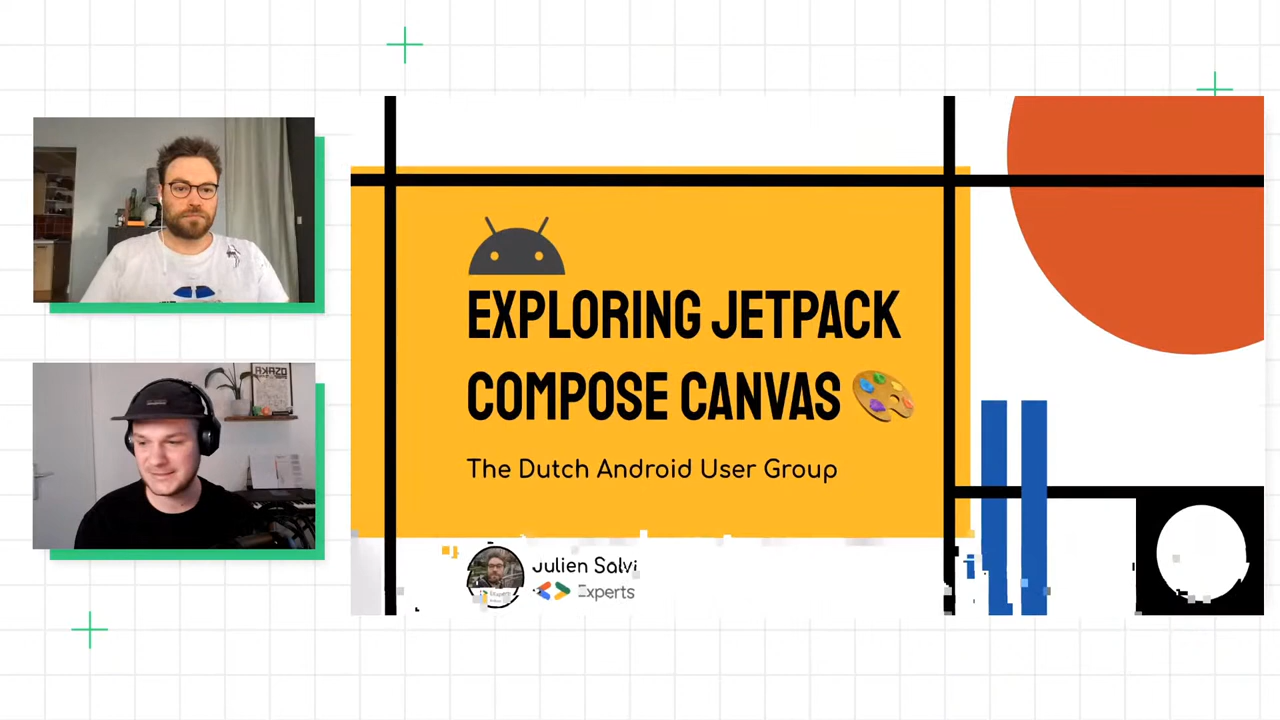 EXPLORING JETPACK
COMPOSE CANVAS
The Dutch Android User Group
Julien Salvi
Experts